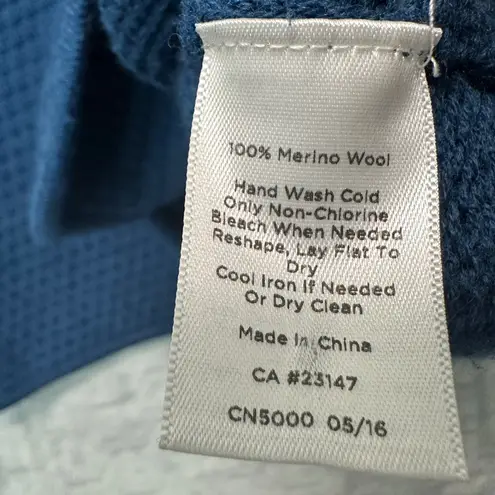 100% Merino Wool
Hand Wash Cold
Only Non-Chlorine
Bleach When Needed
Reshape, Lay Flat To
Dry
Cool Iron If Needed
Or Dry Clean
Made In China
CA #23147
CN5000 05/16